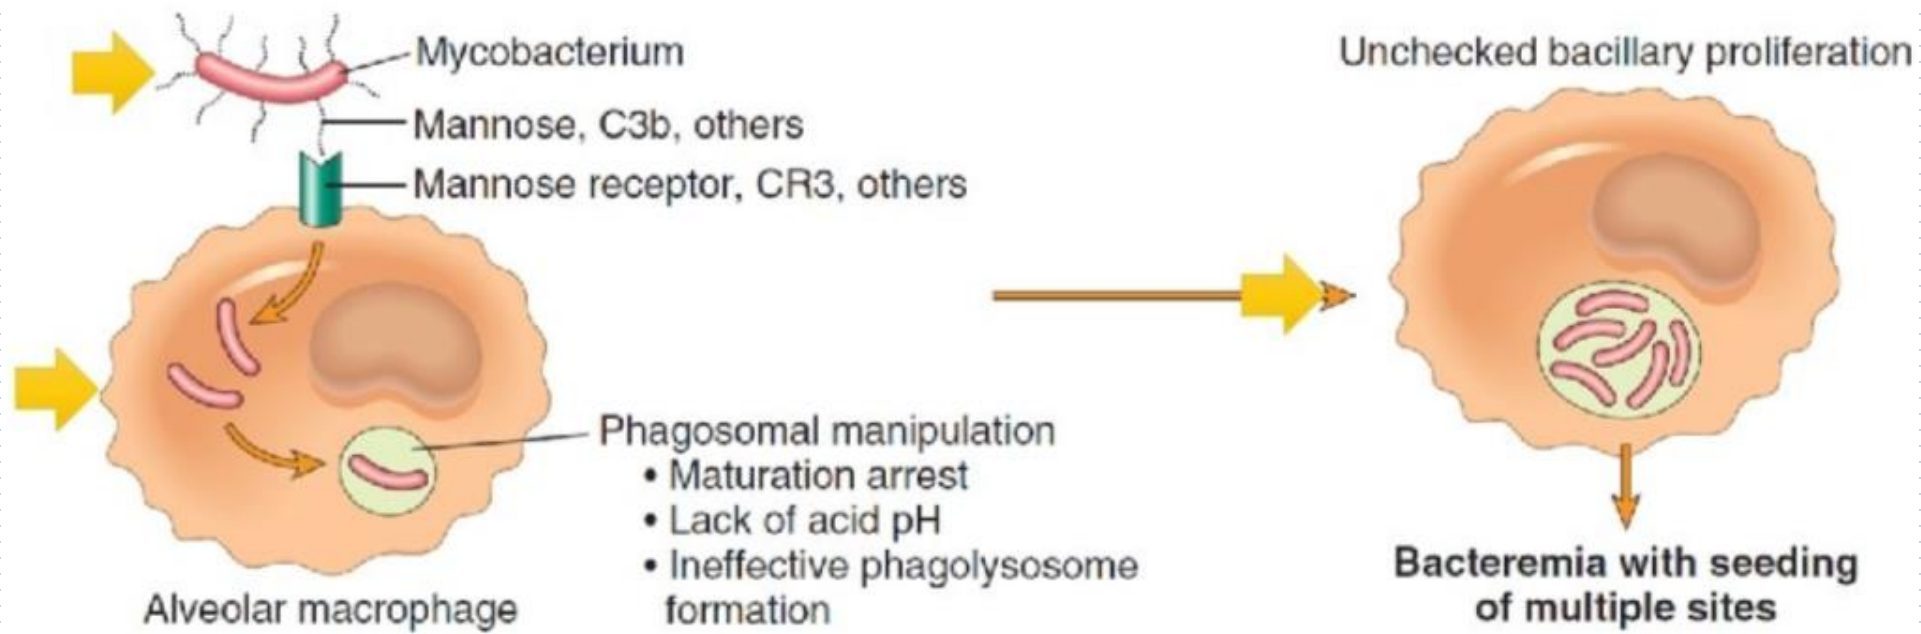 Mycobacterium
Mannose, C3b, others
Mannose receptor, CR3, others
Phagosomal manipulation
• Maturation arrest
• Lack of acid pH
• Ineffective phagolysosome
formation
Alveolar macrophage
Unchecked bacillary proliferation
Bacteremia with seeding
of multiple sites